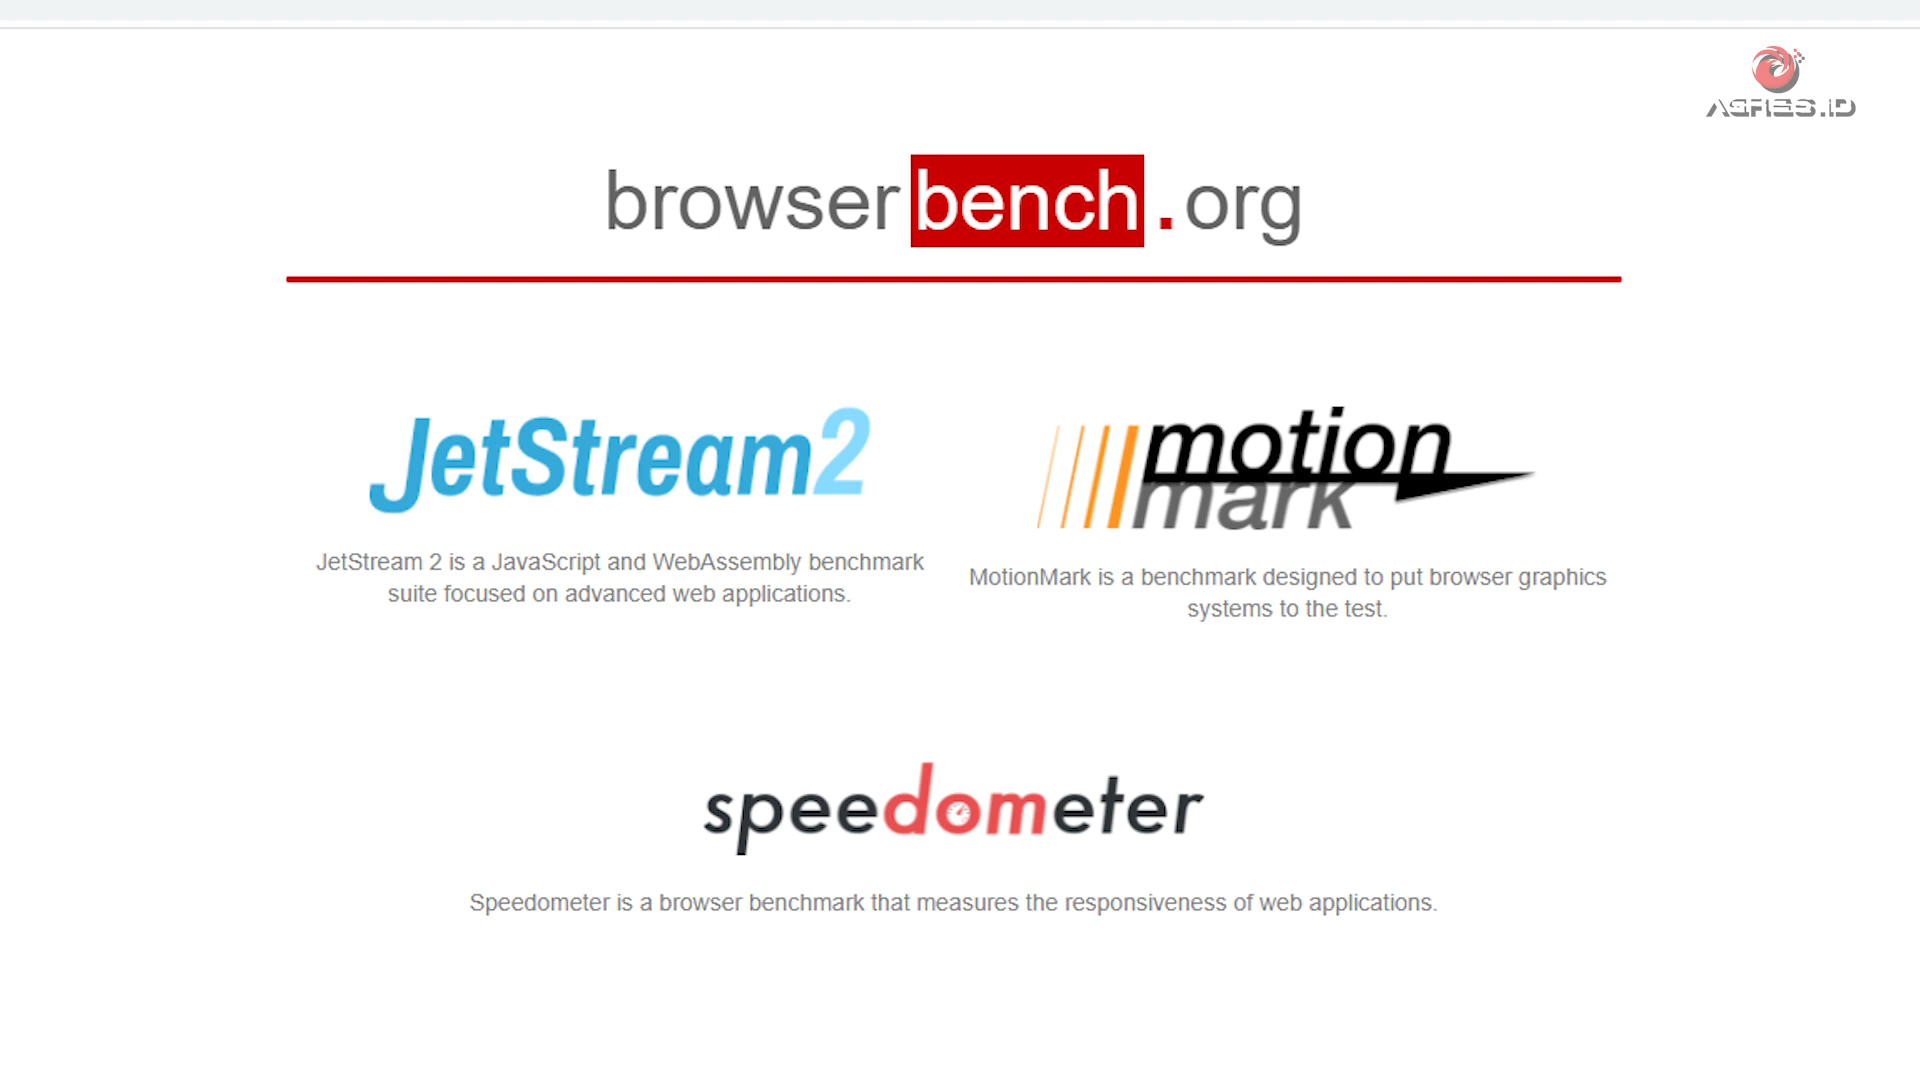 AGRES.ID
browserbench.org
JetStream2
JetStream 2 is a JavaScript and WebAssembly benchmark
suite focused on advanced web applications.
motion
mark
MotionMark is a benchmark designed to put browser graphics
systems to the test.
speedometer
Speedometer is a browser benchmark that measures the responsiveness of web applications.